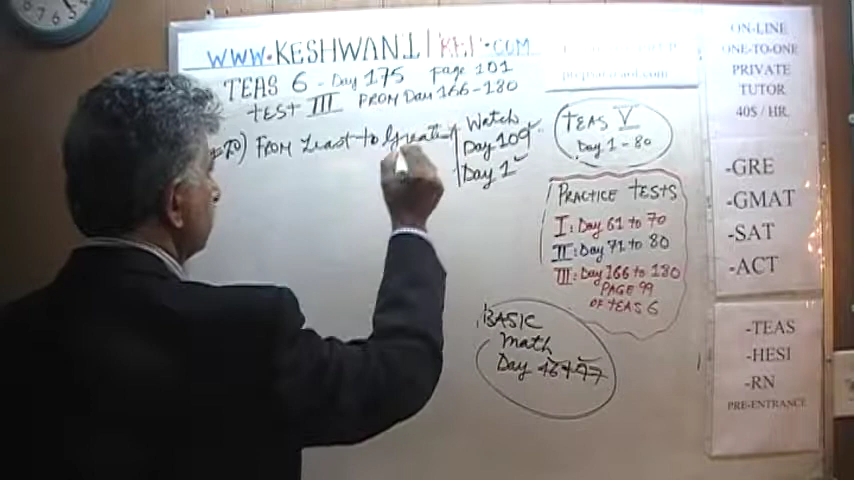 WWW.KESHWANI
TEAS 6 - Day 175 Page 101
TEST III FROM Day 166-180
20) FROM Least to Greatest
Watch
Day 109
Day 1
TEAS V
Day 1 - 80
PRACTICE TESTS
I: Day 61 to 70
II: Day 71 to 80
III: Day 166 to 180
PAGE 99
OF TEAS 6
BASIC
Math
Day 46+47
ON-LINE
ONE-TO-ONE
PRIVATE
TUTOR
40$/HR.
-GRE
-GMAT
-SAT
-ACT
-TEAS
-HESI
-RN
PRE-ENTRANCE